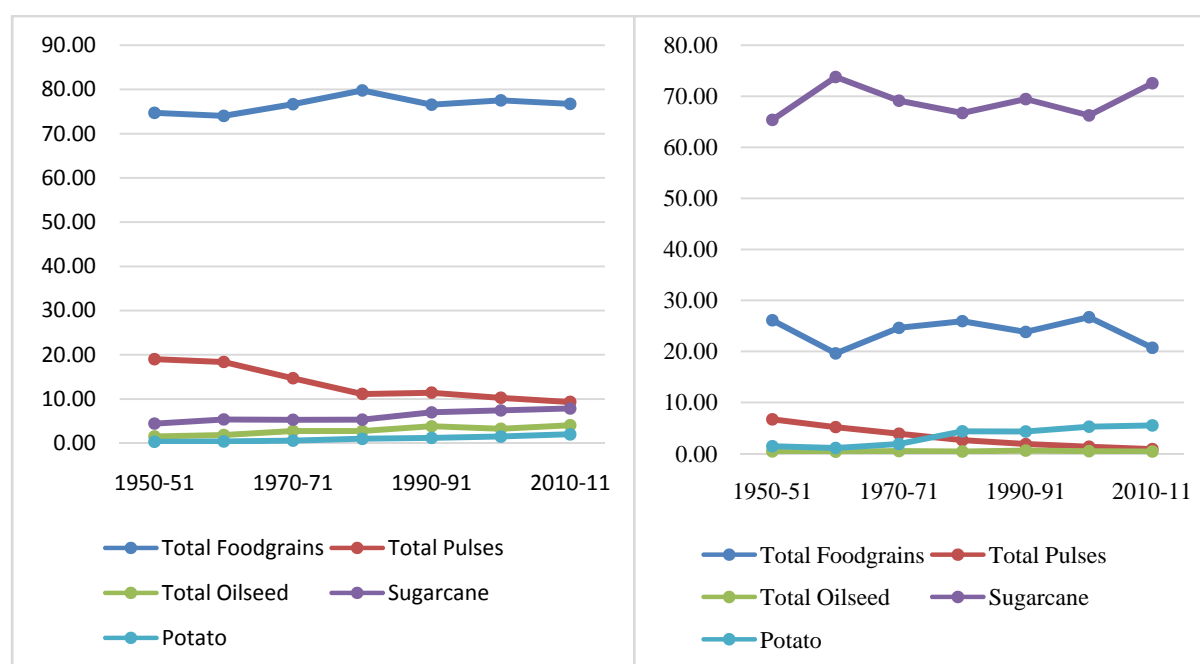 90.00
80.00
70.00
60.00
50.00
40.00
30.00
20.00
10.00
0.00
1950-51 1970-71 1990-91 2010-11
Total Foodgrains Total Pulses
Total Oilseed Sugarcane
Potato
80.00
70.00
60.00
50.00
40.00
30.00
20.00
10.00
0.00
1950-51 1970-71 1990-91 2010-11
Total Foodgrains Total Pulses
Total Oilseed Sugarcane
Potato